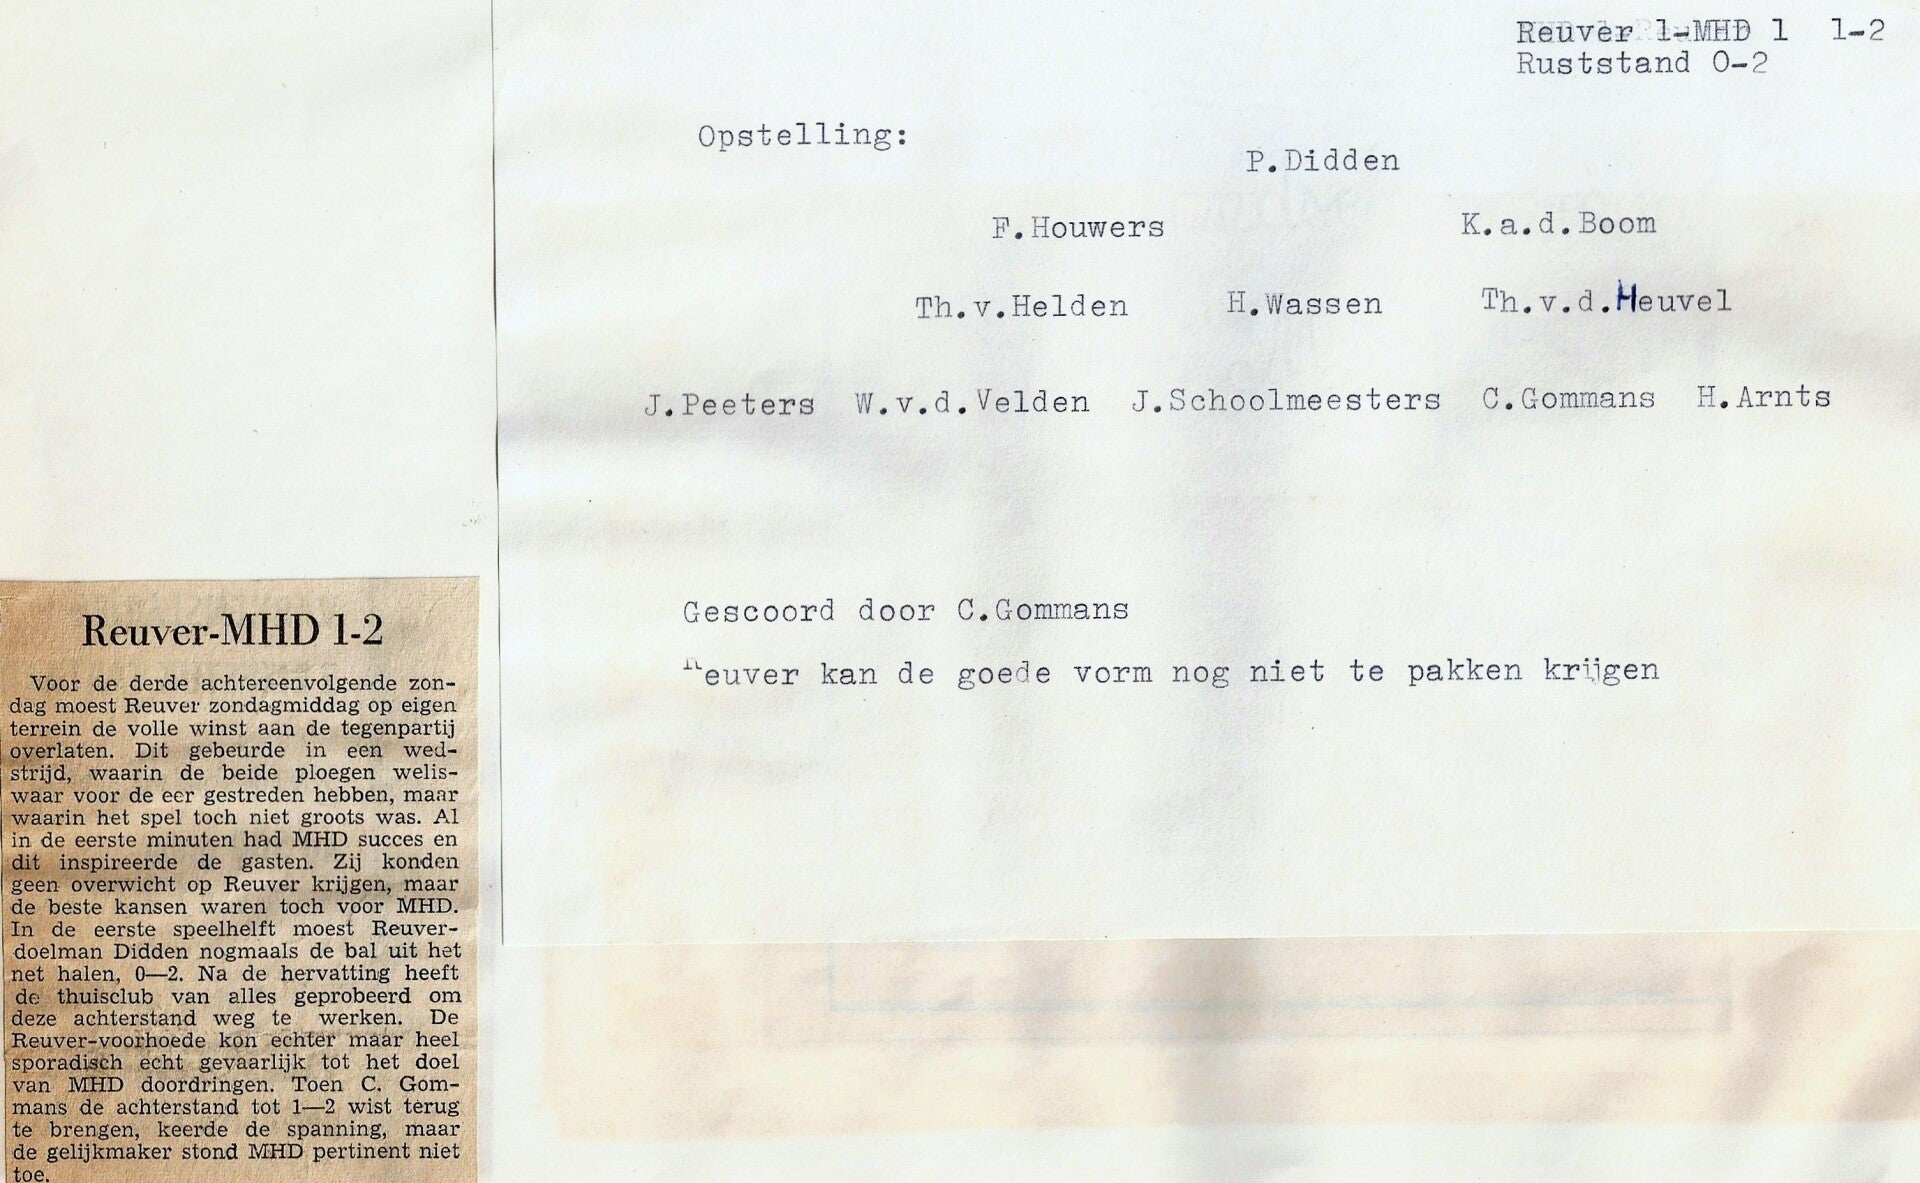 Reuver 1-MHD 1 1-2
Ruststand 0-2
Opstelling:
P.Didden
F.Houwers K.a.d.Boom
Th.v.Helden H.Wassen Th.v.d.Heuvel
J.Peeters W.v.d.Velden J.Schoolmeesters C.Gommans H.Arnts
Gescoord door C.Gommans
Reuver kan de goede vorm nog niet te pakken krijgen
Reuver-MHD 1-2
Voor de derde achtereenvolgende zon-
dag moest Reuver zondagmiddag op eigen
terrein de volle winst aan de tegenpartij
overlaten. Dit gebeurde in een wed-
strijd, waarin de beide ploegen welis-
waar voor de eer gestreden hebben, maar
waarin het spel toch niet groots was. Al
in de eerste minuten had MHD succes en
dit inspireerde de gasten. Zij konden
geen overwicht op Reuver krijgen, maar
de beste kansen waren toch voor MHD.
In de eerste speelhelft moest Reuver-
doelman Didden nogmaals de bal uit het
net halen, 0—2. Na de hervatting heeft
de thuisclub van alles geprobeerd om
deze achterstand weg te werken. De
Reuver-voorhoede kon echter maar heel
sporadisch echt gevaarlijk tot het doel
van MHD doordringen. Toen C. Gom-
mans de achterstand tot 1—2 wist terug
te brengen, keerde de spanning, maar
de gelijkmaker stond MHD pertinent niet
toe.